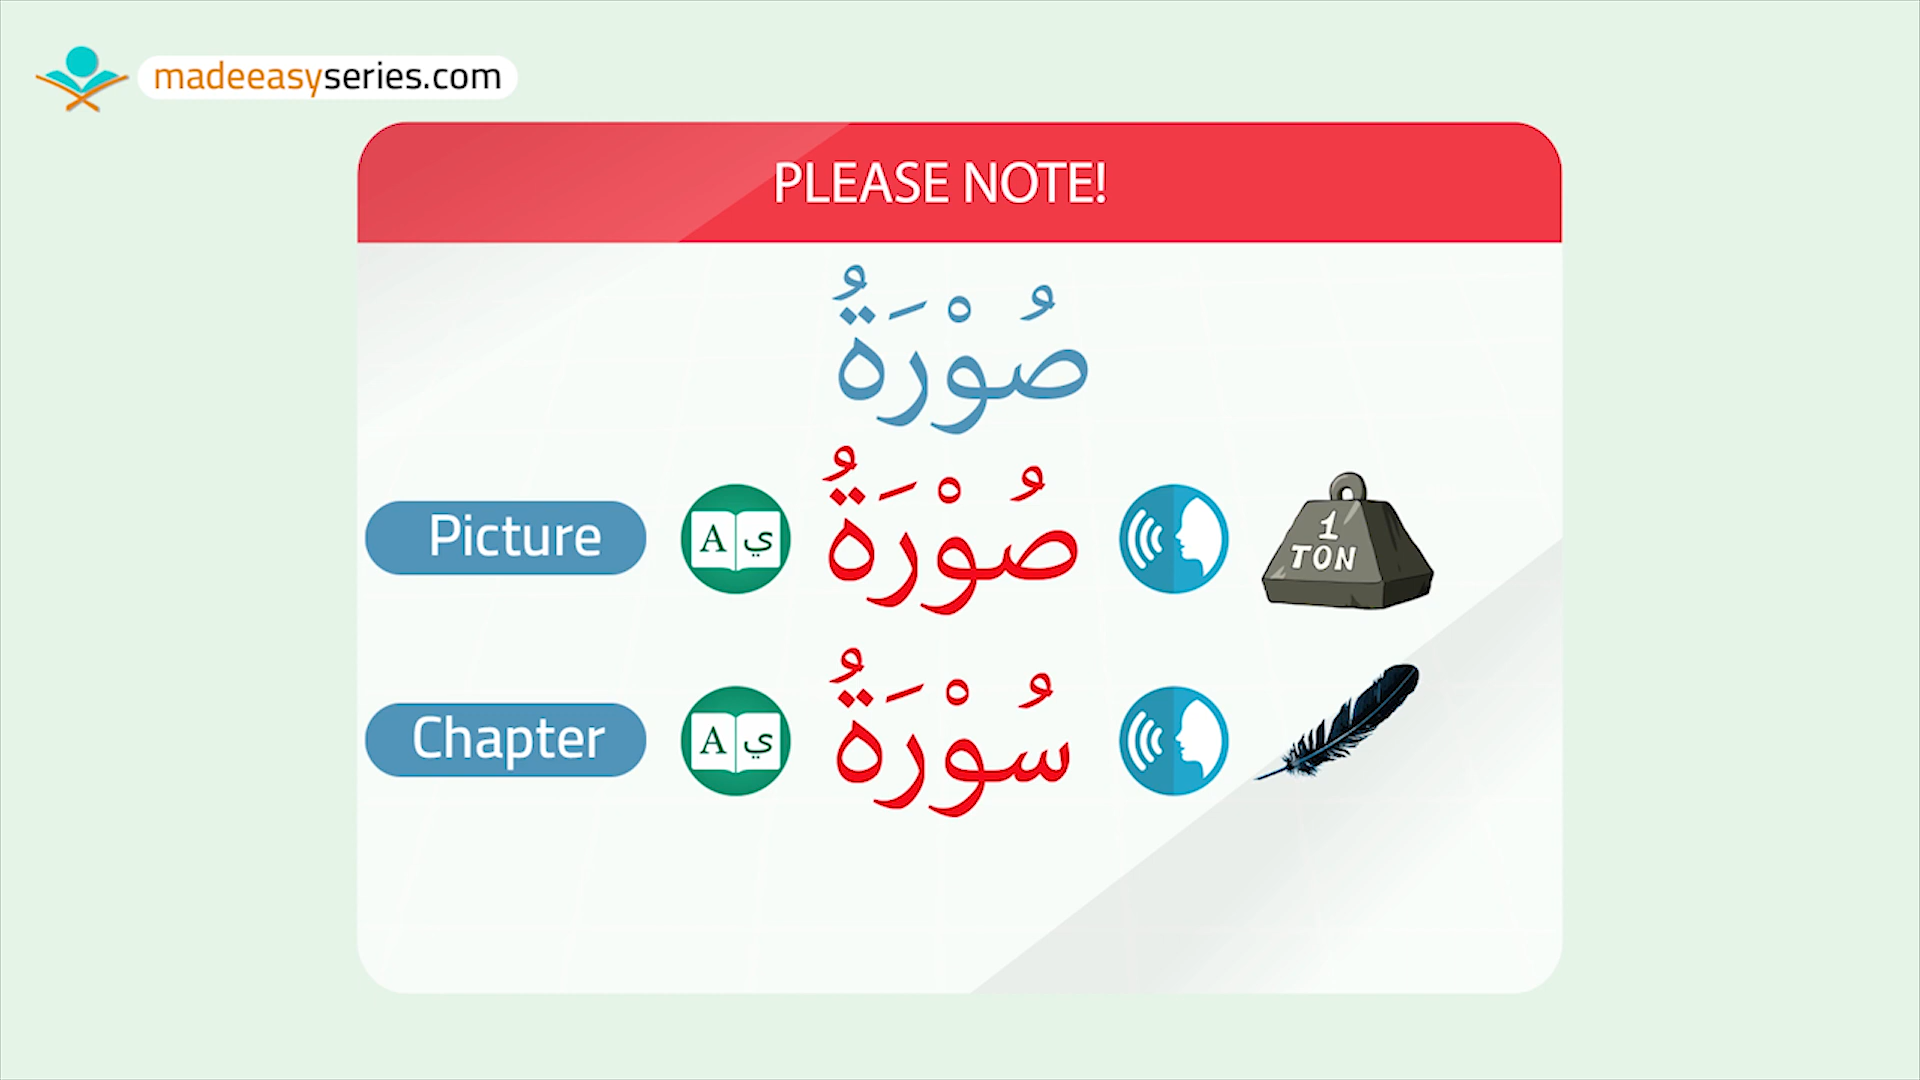 madeeasyseries.com
PLEASE NOTE!
صُوْرَةُ
Picture A ي صُوْرَةُ 1 TON
Chapter A ي سُوْرَةُ